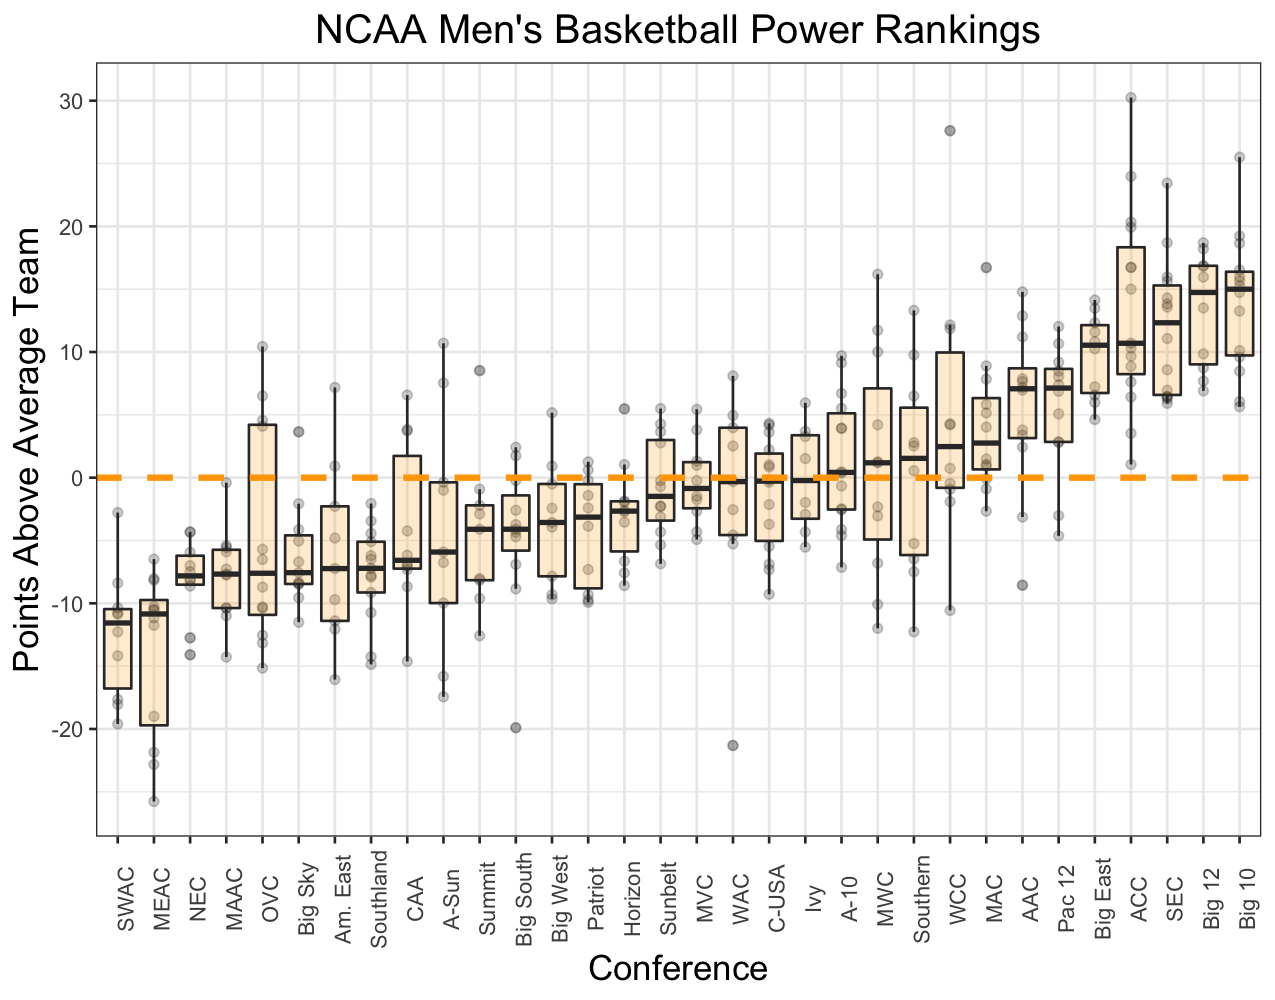 NCAA Men's Basketball Power Rankings
Points Above Average Team
30
20
10
0
-10
-20
SWAC
MEAC
NEC
MAAC
OVC
Big Sky
Am. East
Southland
CAA
A-Sun
Summit
Big South
Big West
Patriot
Horizon
Sunbelt
MVC
WAC
C-USA
Ivy
A-10
MWC
Southern
WCC
MAC
AAC
Pac 12
Big East
ACC
SEC
Big 12
Big 10
Conference